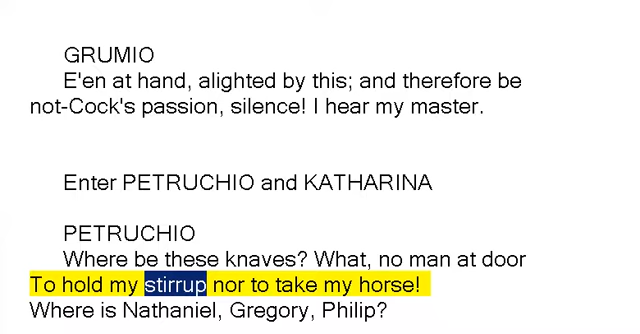 GRUMIO
E'en at hand, alighted by this; and therefore be
not-Cock's passion, silence! I hear my master.
Enter PETRUCHIO and KATHARINA
PETRUCHIO
Where be these knaves? What, no man at door
To hold my stirrup nor to take my horse!
Where is Nathaniel, Gregory, Philip?